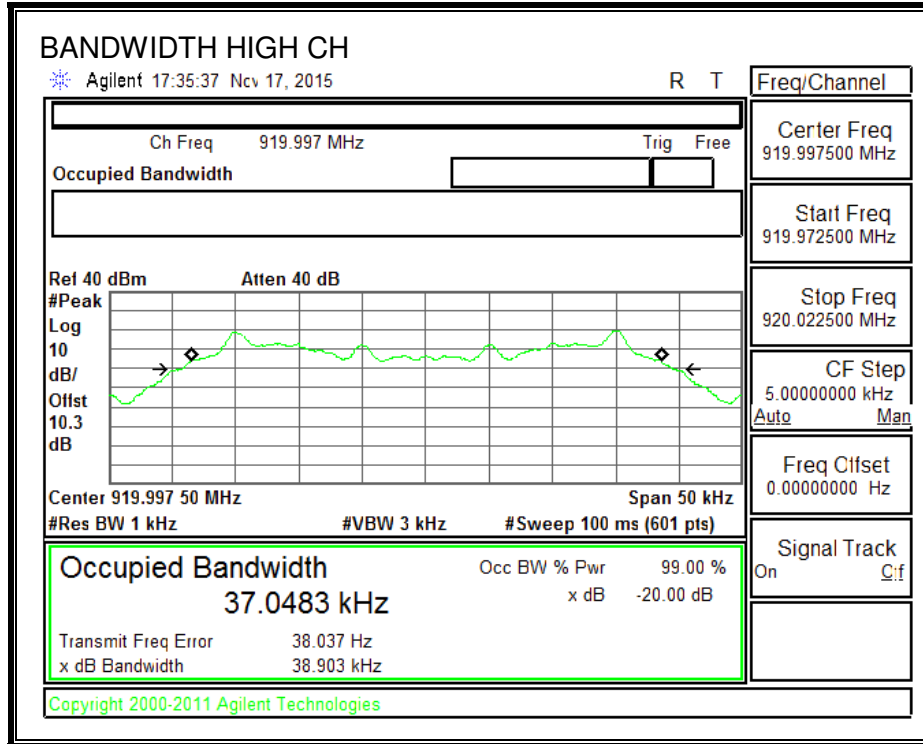 BANDWIDTH HIGH CH
Agilent 17:35:37 Nov 17, 2015 R T
Freq/Channel
Ch Freq 919.997 MHz Trig Free
Occupied Bandwidth
Center Freq
919.997500 MHz
Start Freq
919.972500 MHz
Stop Freq
920.022500 MHz
CF Step
5.00000000 kHz
Auto Man
Freq Offset
0.00000000 Hz
Signal Track
On Off
Ref 40 dBm Atten 40 dB
#Peak
Log
10
dB/
Offst
10.3
dB
Center 919.997 50 MHz Span 50 kHz
#Res BW 1 kHz #VBW 3 kHz #Sweep 100 ms (601 pts)
Occupied Bandwidth
37.0483 kHz
Occ BW % Pwr 99.00 %
x dB -20.00 dB
Transmit Freq Error 38.037 Hz
x dB Bandwidth 38.903 kHz
Copyright 2000-2011 Agilent Technologies